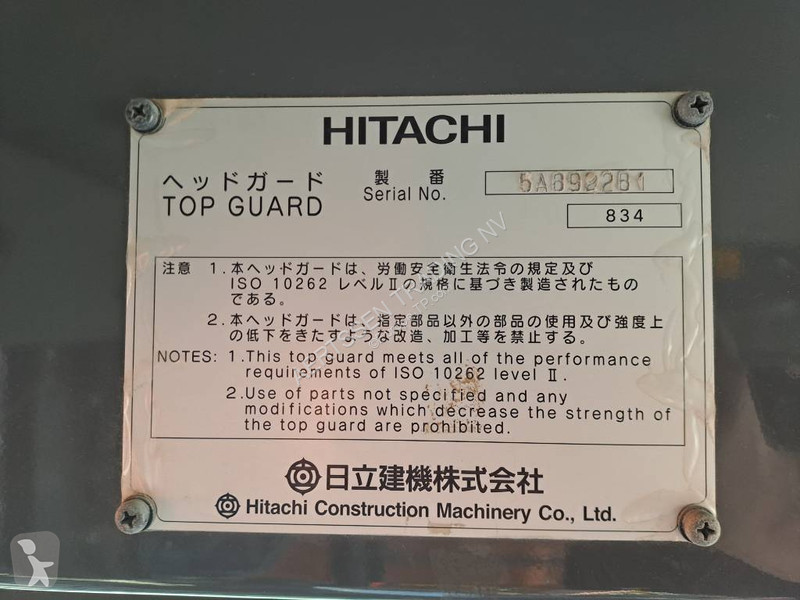 HITACHI
ヘッドガード 製番
TOP GUARD Serial No.
834
注意 1.本ヘッドガードは、労働安全衛生法令の規定及び
ISO 10262 レベルⅡの規格に基づき製造されたもの
である。
2.本ヘッドガードは、指定部品以外の部品の使用及び強度上
の低下をきたすような改造、加工等を禁止する。
NOTES: 1.This top guard meets all of the performance
requirements of ISO 10262 level Ⅱ.
2.Use of parts not specified and any
modifications which decrease the strength of
the top guard are prohibited.
日立建機株式会社
Hitachi Construction Machinery Co., Ltd.
AERTSSEN TRADING NV